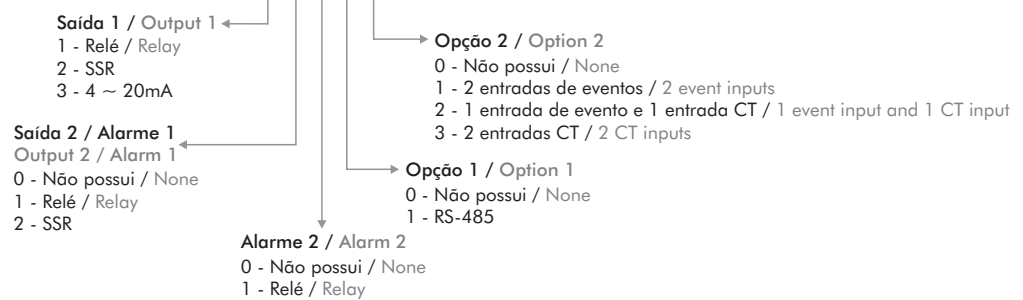 Saída 1 / Output 1
1 - Relé / Relay
2 - SSR
3 - 4 ~ 20mA
Saída 2 / Alarme 1
Output 2 / Alarm 1
0 - Não possui / None
1 - Relé / Relay
2 - SSR
Alarme 2 / Alarm 2
0 - Não possui / None
1 - Relé / Relay
Opção 1 / Option 1
0 - Não possui / None
1 - RS-485
Opção 2 / Option 2
0 - Não possui / None
1 - 2 entradas de eventos / 2 event inputs
2 - 1 entrada de evento e 1 entrada CT / 1 event input and 1 CT input
3 - 2 entradas CT / 2 CT inputs